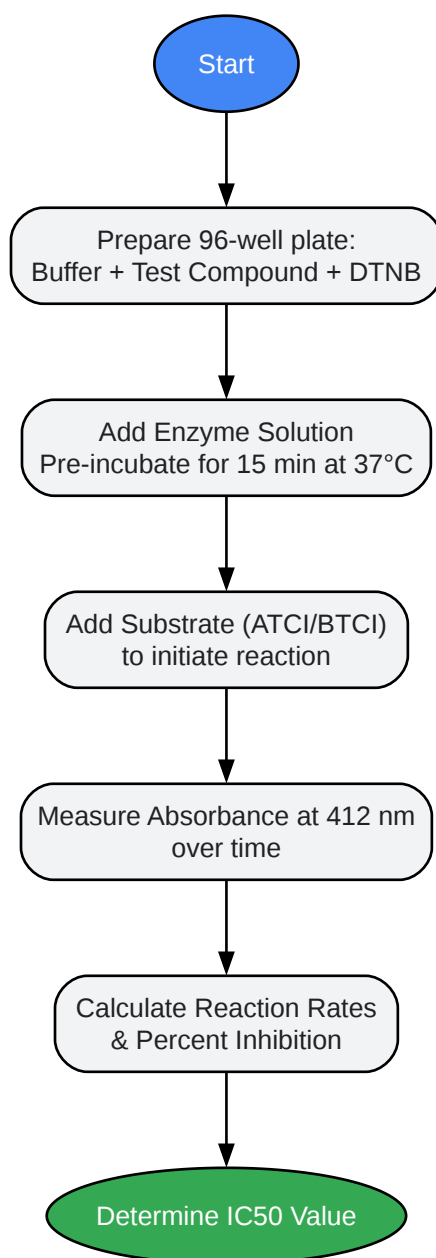 Start
Prepare 96-well plate:
Buffer + Test Compound + DTNB
Add Enzyme Solution
Pre-incubate for 15 min at 37°C
Add Substrate (ATCI/BTCI)
to initiate reaction
Measure Absorbance at 412 nm
over time
Calculate Reaction Rates
& Percent Inhibition
Determine IC50 Value